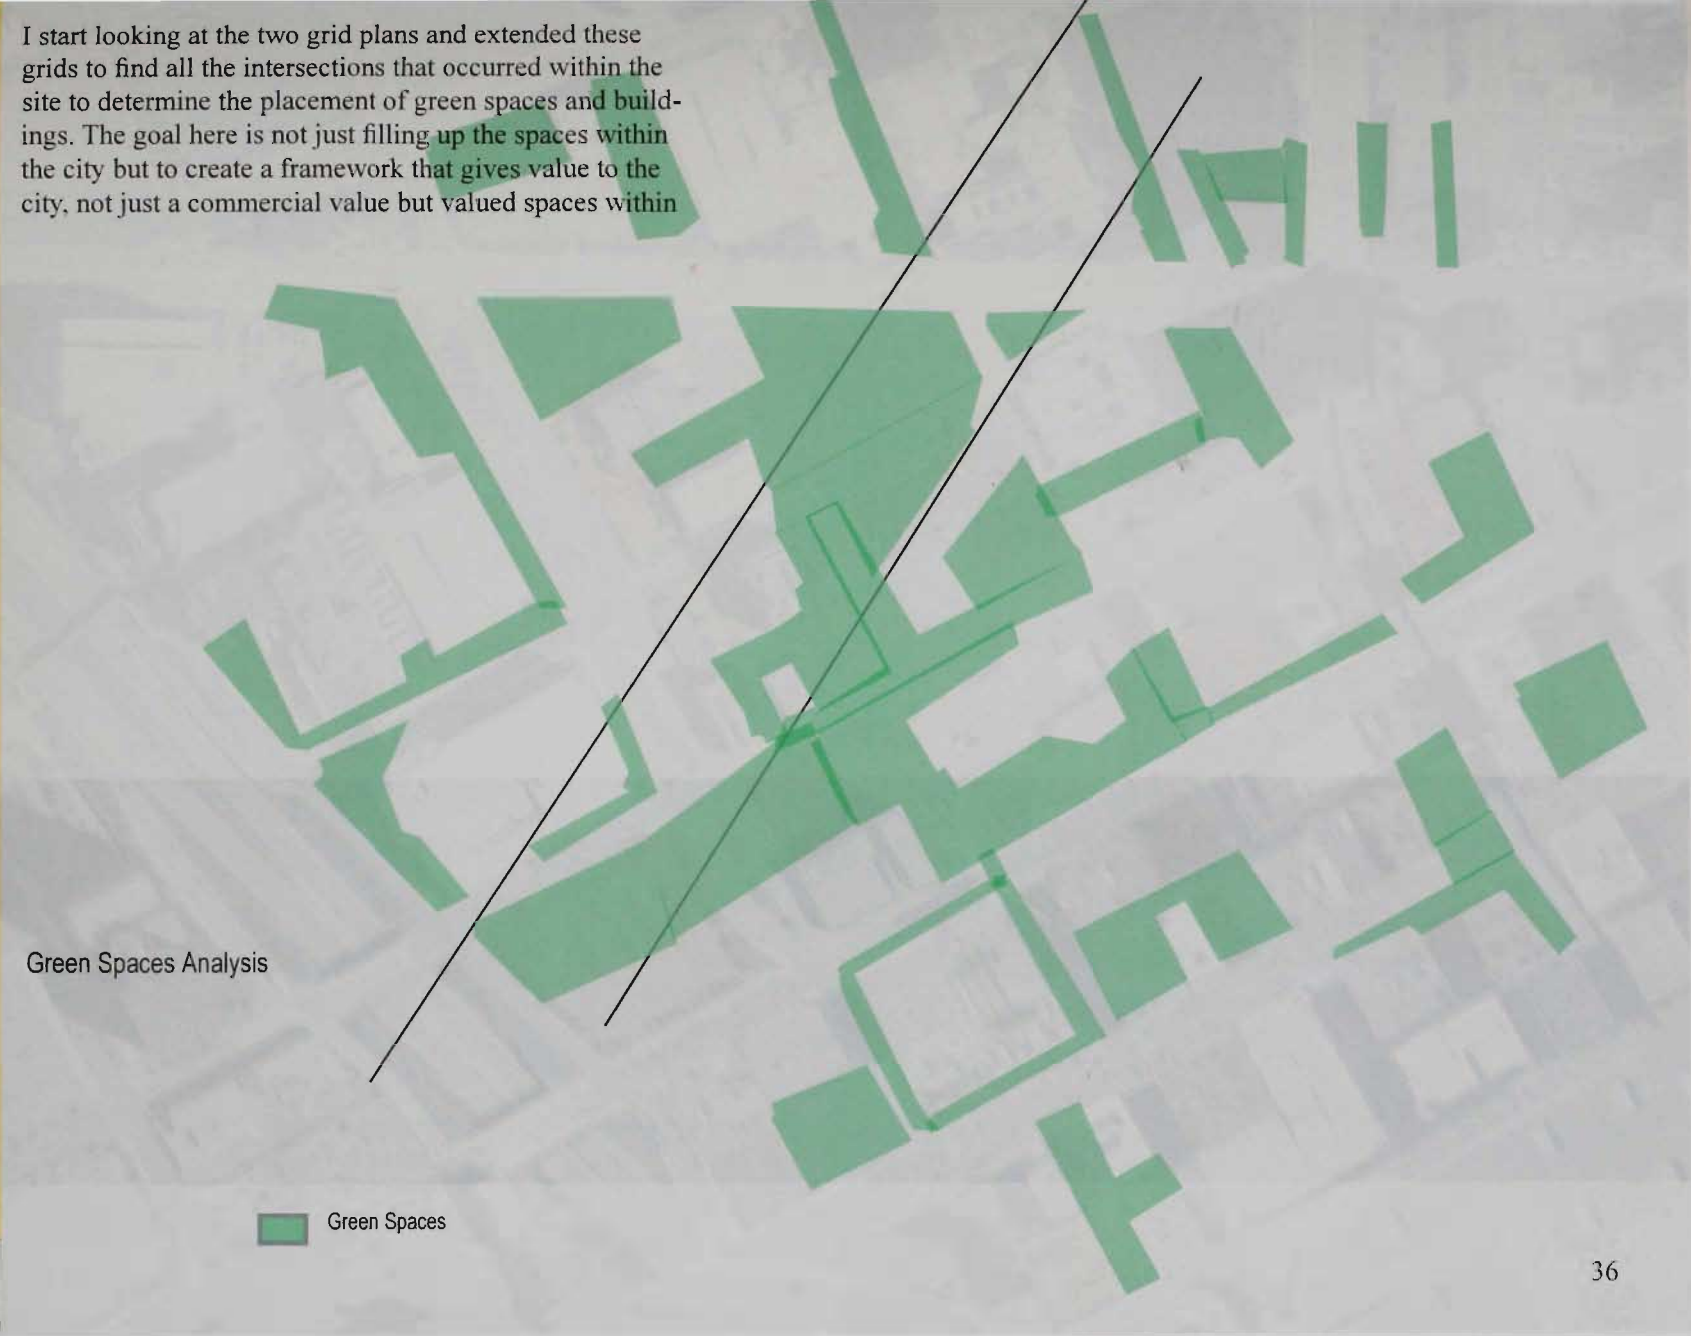 I start looking at the two grid plans and extended these
grids to find all the intersections that occurred within the
site to determine the placement of green spaces and build-
ings. The goal here is not just filling up the spaces within
the city but to create a framework that gives value to the
city, not just a commercial value but valued spaces within
Green Spaces Analysis
Green Spaces
36